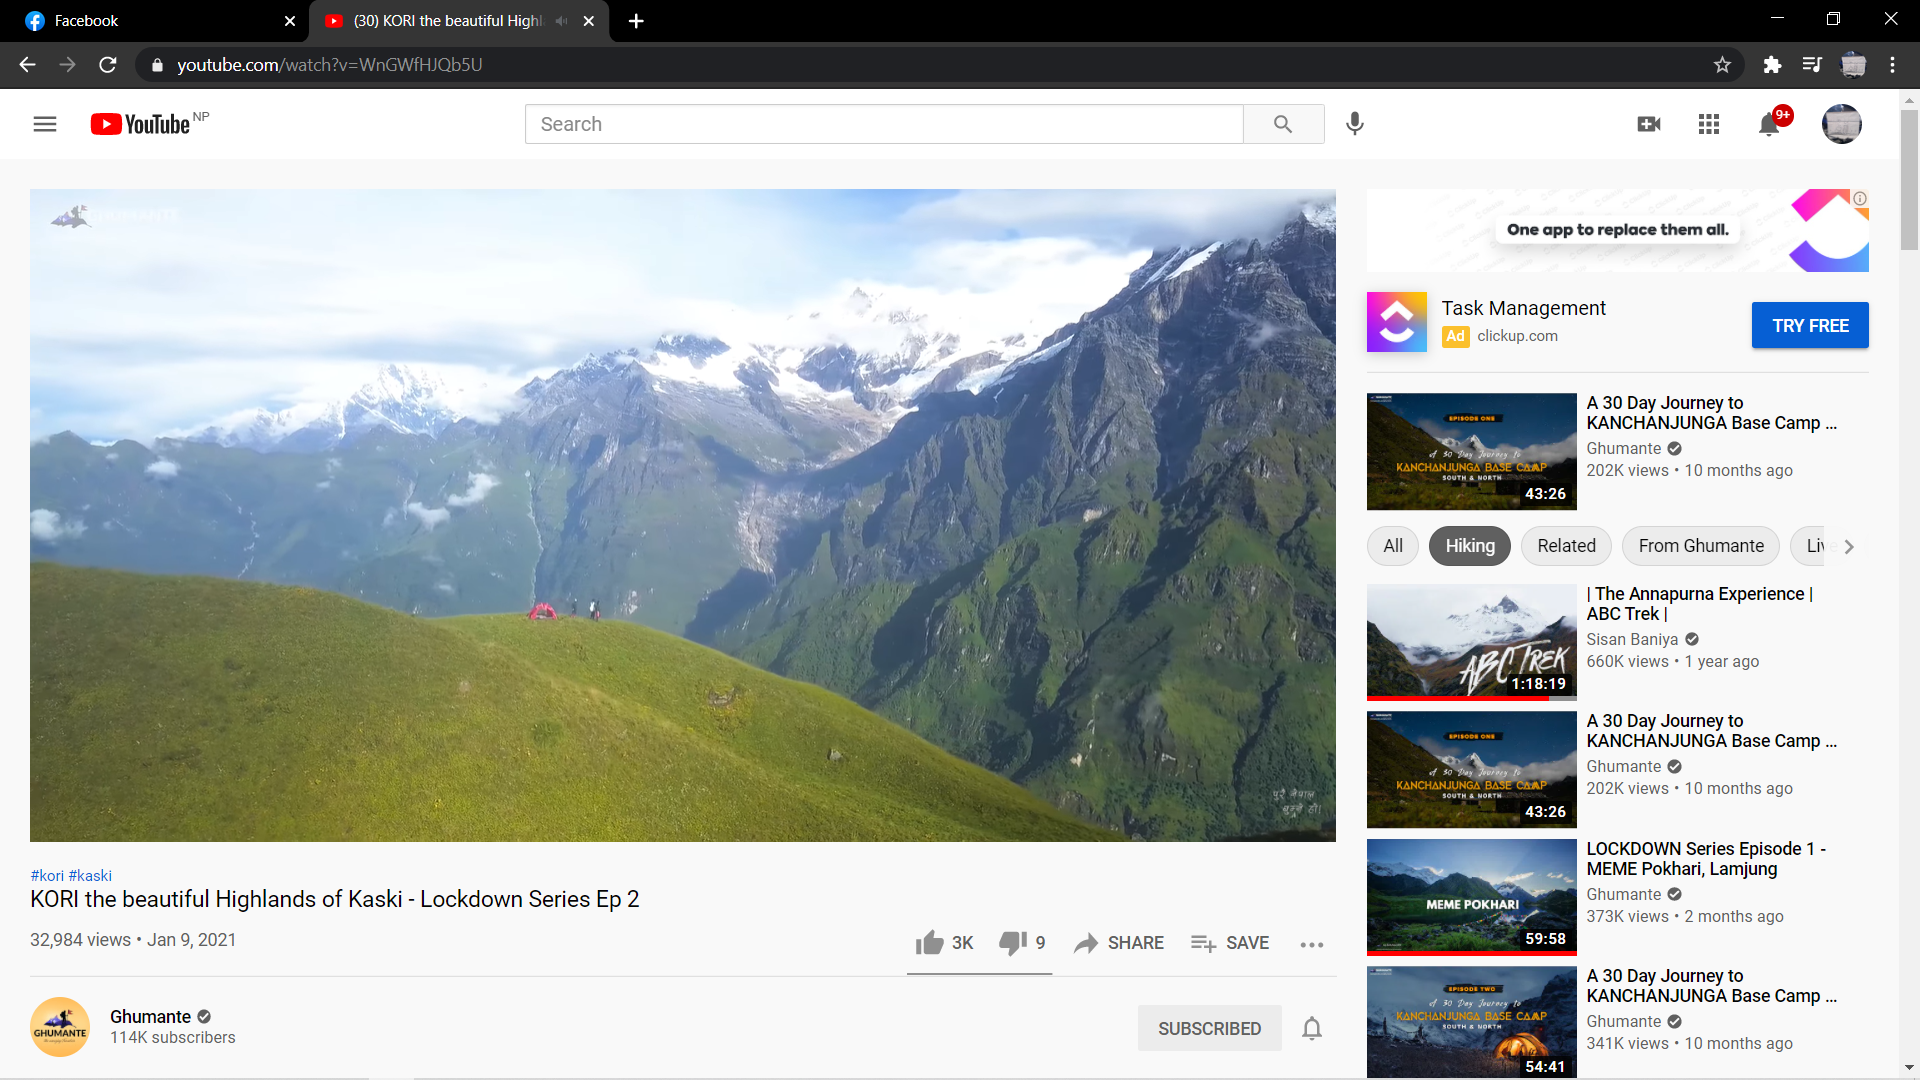 Facebook
(30) KORI the beautiful Highl
youtube.com/watch?v=WnGWfHJQb5U
YouTube NP
Search
9+
GHUMANTE
पुरै नेपाल
घुम्ने हो।
#kori #kaski
KORI the beautiful Highlands of Kaski - Lockdown Series Ep 2
32,984 views • Jan 9, 2021
3K
9
SHARE
SAVE
GHUMANTE
Ghumante
114K subscribers
SUBSCRIBED
One app to replace them all.
Task Management
Ad clickup.com
TRY FREE
EPISODE ONE
A 30 Day Journey to
KANCHANJUNGA BASE CAMP
SOUTH & NORTH
43:26
A 30 Day Journey to
KANCHANJUNGA Base Camp ...
Ghumante
202K views • 10 months ago
All
Hiking
Related
From Ghumante
Liv
ABC TREK
1:18:19
| The Annapurna Experience |
ABC Trek |
Sisan Baniya
660K views • 1 year ago
EPISODE ONE
A 30 Day Journey to
KANCHANJUNGA BASE CAMP
SOUTH & NORTH
43:26
A 30 Day Journey to
KANCHANJUNGA Base Camp ...
Ghumante
202K views • 10 months ago
MEME POKHARI
59:58
LOCKDOWN Series Episode 1 -
MEME Pokhari, Lamjung
Ghumante
373K views • 2 months ago
EPISODE TWO
A 30 Day Journey to
KANCHANJUNGA BASE CAMP
SOUTH & NORTH
54:41
A 30 Day Journey to
KANCHANJUNGA Base Camp ...
Ghumante
341K views • 10 months ago